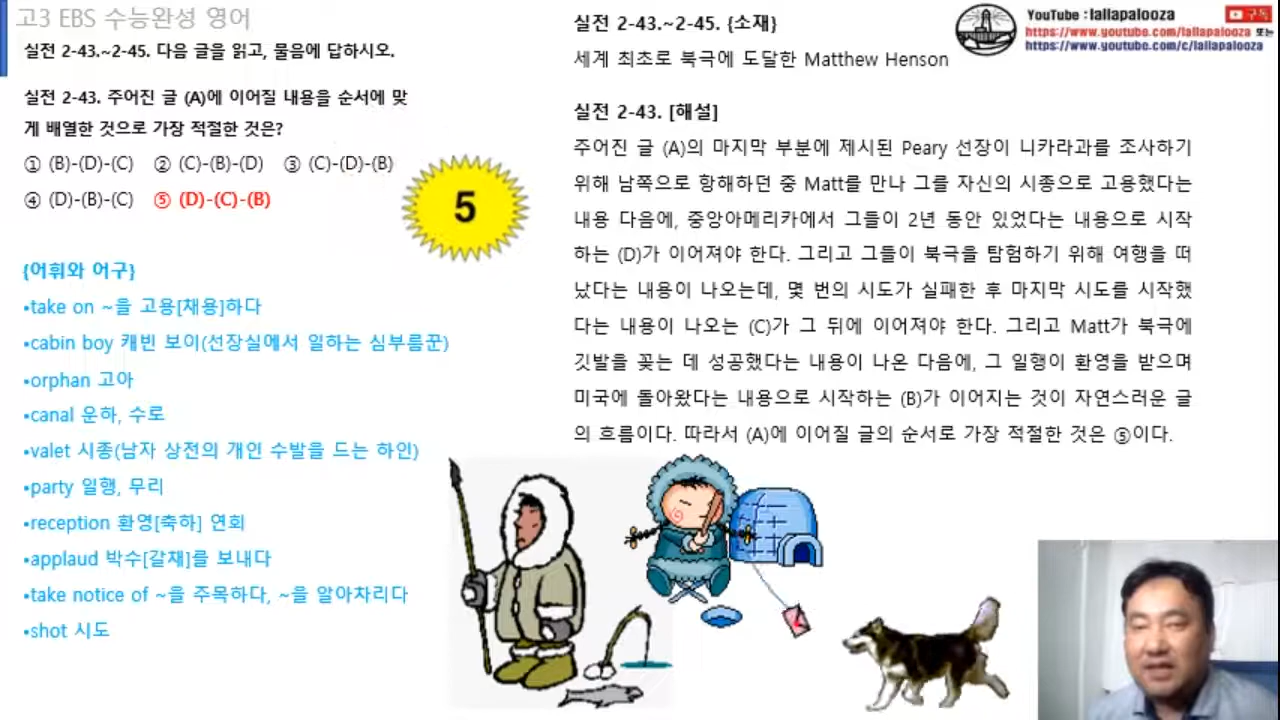 고3 EBS 수능완성 영어
실전 2-43.~2-45. 다음 글을 읽고, 물음에 답하시오.
실전 2-43. 주어진 글 (A)에 이어질 내용을 순서에 맞
게 배열한 것으로 가장 적절한 것은?
① (B)-(D)-(C) ② (C)-(B)-(D) ③ (C)-(D)-(B)
④ (D)-(B)-(C) ⑤ (D)-(C)-(B)
5
{어휘와 어구}
•take on ~을 고용[채용]하다
•cabin boy 캐빈 보이(선장실에서 일하는 심부름꾼)
•orphan 고아
•canal 운하, 수로
•valet 시종(남자 상전의 개인 수발을 드는 하인)
•party 일행, 무리
•reception 환영[축하] 연회
•applaud 박수[갈채]를 보내다
•take notice of ~을 주목하다, ~을 알아차리다
•shot 시도
실전 2-43.~2-45. {소재}
세계 최초로 북극에 도달한 Matthew Henson
실전 2-43. [해설]
주어진 글 (A)의 마지막 부분에 제시된 Peary 선장이 니카라과를 조사하기
위해 남쪽으로 항해하던 중 Matt를 만나 그를 자신의 시종으로 고용했다는
내용 다음에, 중앙아메리카에서 그들이 2년 동안 있었다는 내용으로 시작
하는 (D)가 이어져야 한다. 그리고 그들이 북극을 탐험하기 위해 여행을 떠
났다는 내용이 나오는데, 몇 번의 시도가 실패한 후 마지막 시도를 시작했
다는 내용이 나오는 (C)가 그 뒤에 이어져야 한다. 그리고 Matt가 북극에
깃발을 꽂는 데 성공했다는 내용이 나온 다음에, 그 일행이 환영을 받으며
미국에 돌아왔다는 내용으로 시작하는 (B)가 이어지는 것이 자연스러운 글
의 흐름이다. 따라서 (A)에 이어질 글의 순서로 가장 적절한 것은 ⑤이다.
YouTube : lallapalooza 구독
https://www.youtube.com/lallapalooza 또는
https://www.youtube.com/c/lallapalooza